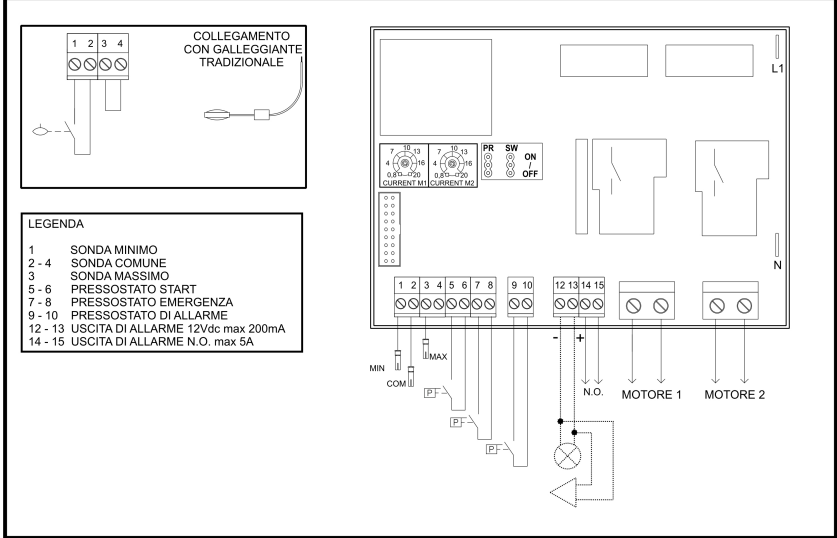 COLLEGAMENTO
CON GALLEGGIANTE
TRADIZIONALE
1 2 3 4
LEGENDA
1 SONDA MINIMO
2 - 4 SONDA COMUNE
3 SONDA MASSIMO
5 - 6 PRESSOSTATO START
7 - 8 PRESSOSTATO EMERGENZA
9 - 10 PRESSOSTATO DI ALLARME
12 - 13 USCITA DI ALLARME 12Vdc max 200mA
14 - 15 USCITA DI ALLARME N.O. max 5A
L1
7 10 13
4 16
0,8 20
CURRENT M1
7 10 13
4 16
0,8 20
CURRENT M2
PR SW
ON
/
OFF
N
1 2 3 4 5 6 7 8
9 10
12 13 14 15
- +
MIN
COM
MAX
P
P
P
N.O.
MOTORE 1
MOTORE 2